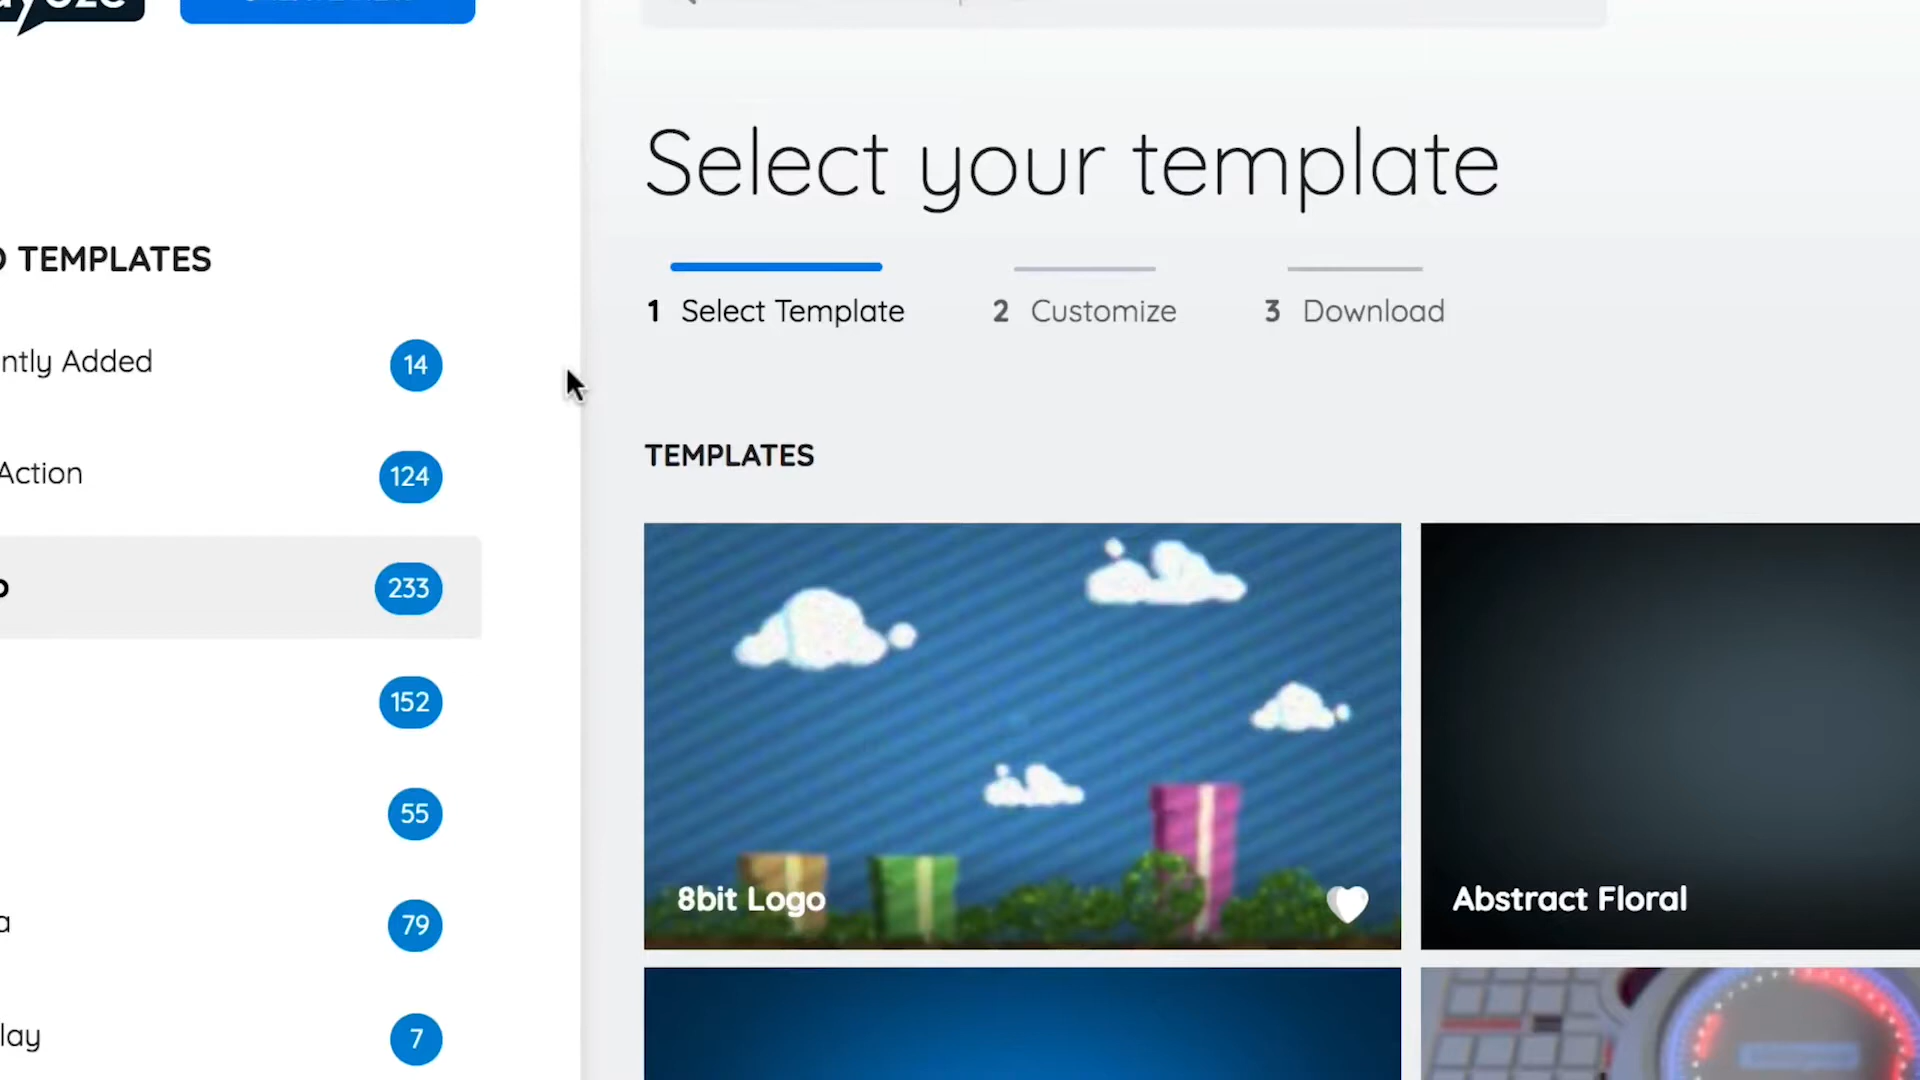 Select your template
TEMPLATES
1 Select Template
2 Customize
3 Download
ntly Added
14
Action
124
233
152
55
79
lay
7
TEMPLATES
8bit Logo
Abstract Floral